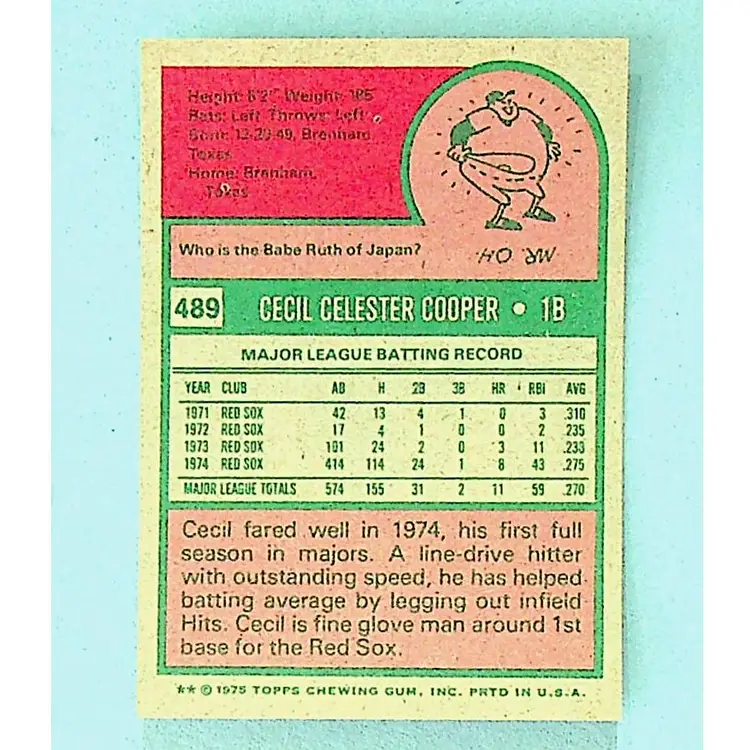 Height: 6'2" Weight: 185
Bats: Left Throws: Left
Born: 12-20-49, Brenham,
Texas
Home: Brenham,
Texas
Who is the Babe Ruth of Japan?
MR. OH
489 CECIL CELESTER COOPER • 1B
MAJOR LEAGUE BATTING RECORD
YEAR CLUB AB H 2B 3B HR RBI AVG
1971 RED SOX 42 13 4 1 0 3 .310
1972 RED SOX 17 4 1 0 0 2 .235
1973 RED SOX 101 24 2 0 3 11 .233
1974 RED SOX 414 114 24 1 8 43 .275
MAJOR LEAGUE TOTALS 574 155 31 2 11 59 .270
Cecil fared well in 1974, his first full
season in majors. A line-drive hitter
with outstanding speed, he has helped
batting average by legging out infield
Hits. Cecil is fine glove man around 1st
base for the Red Sox.
** © 1975 TOPPS CHEWING GUM, INC. PRTD IN U.S.A.